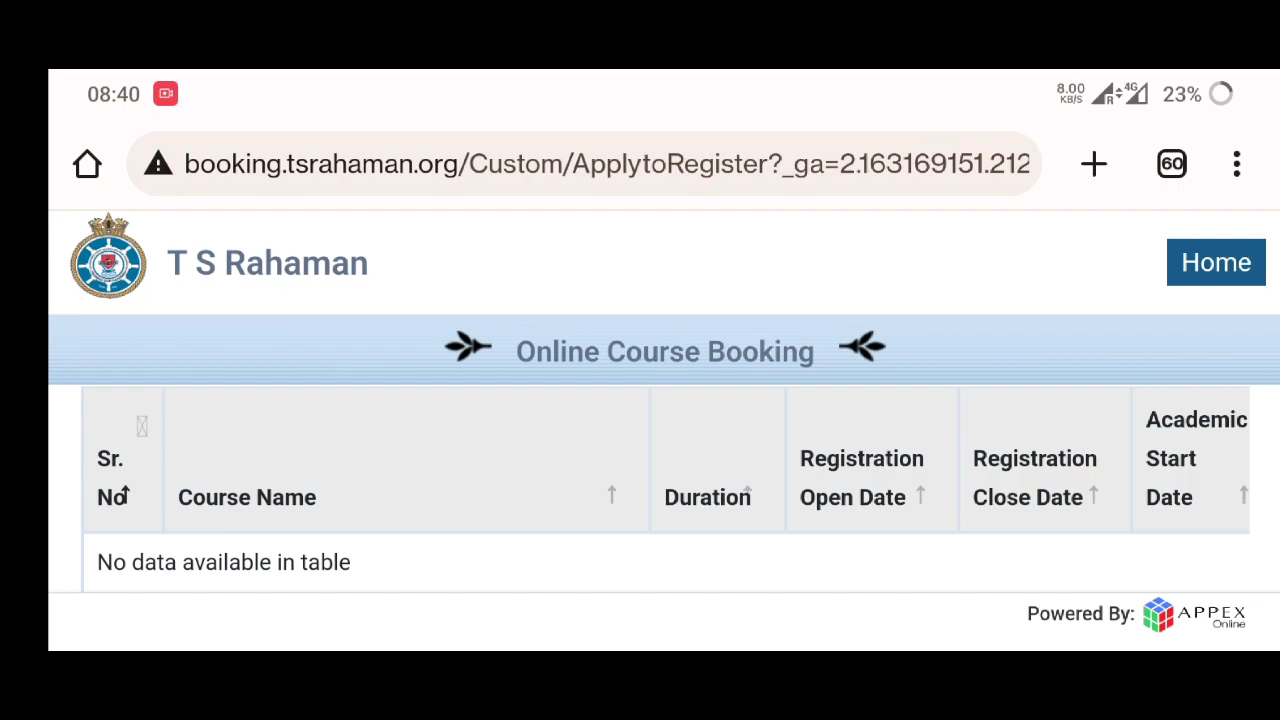 08:40
8.00 KB/S R 4G 23%
booking.tsrahaman.org/Custom/ApplytoRegister?_ga=2.163169151.212
60
T S Rahaman
Home
Online Course Booking
Sr. No
Course Name
Duration
Registration Open Date
Registration Close Date
Academic Start Date
No data available in table
Powered By: APPEX Online